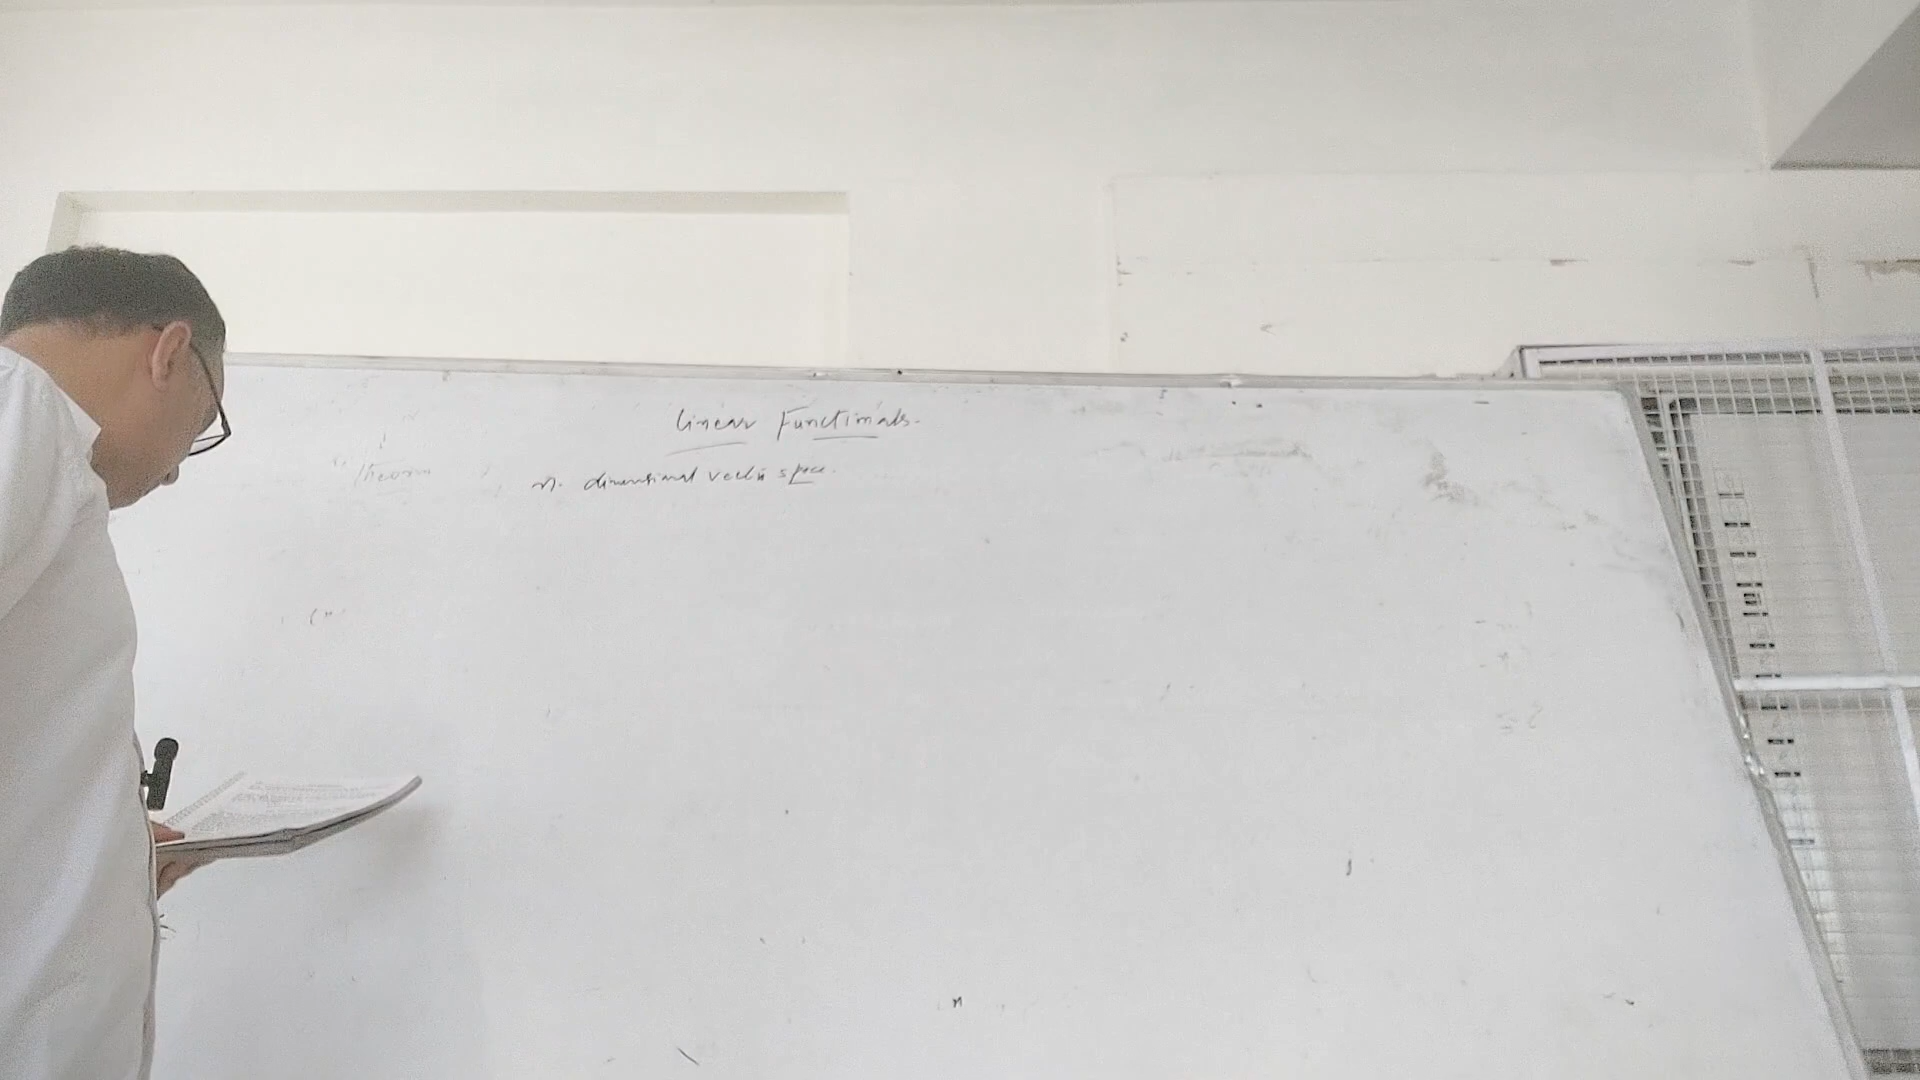 Linear Functionals.
Theorem
n. dimensional vector space.